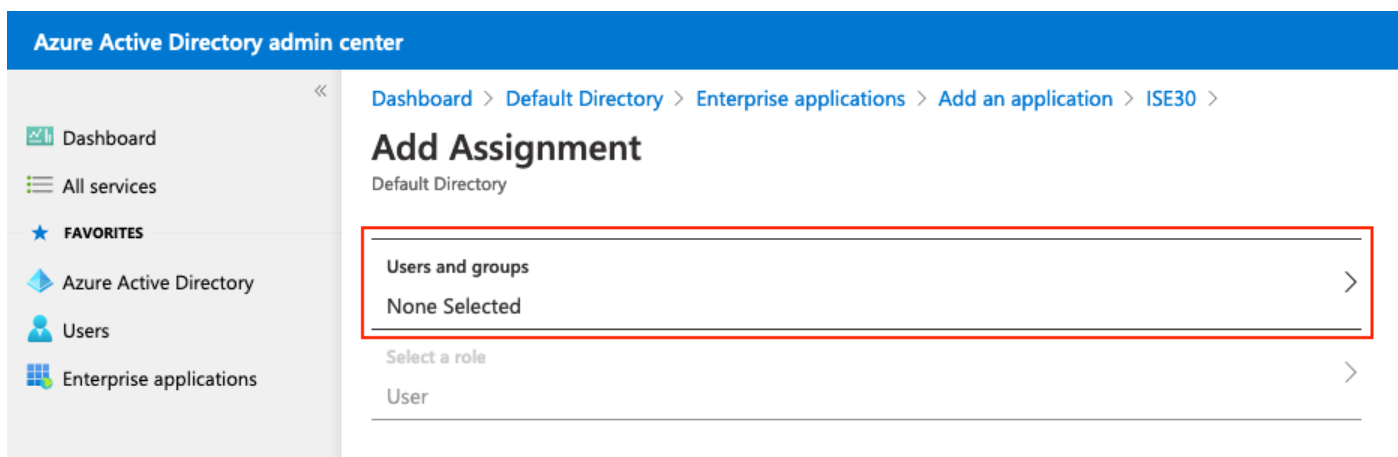 Azure Active Directory admin center
«
Dashboard > Default Directory > Enterprise applications > Add an application > ISE30 >
Add Assignment
Default Directory
Dashboard
All services
FAVORITES
Azure Active Directory
Users
Enterprise applications
Users and groups
None Selected
Select a role
User